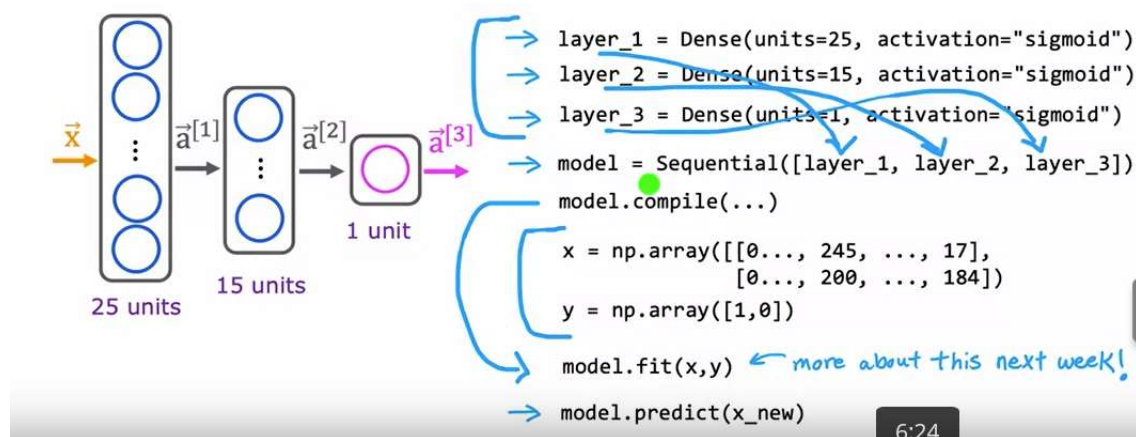 x⃗
a⃗[1]
a⃗[2]
a⃗[3]
25 units
15 units
1 unit
layer_1 = Dense(units=25, activation="sigmoid")
layer_2 = Dense(units=15, activation="sigmoid")
layer_3 = Dense(units=1, activation="sigmoid")
model = Sequential([layer_1, layer_2, layer_3])
model.compile(...)
x = np.array([[0..., 245, ..., 17],
[0..., 200, ..., 184])
y = np.array([1,0])
model.fit(x,y) ← more about this next week!
model.predict(x_new)
6:24